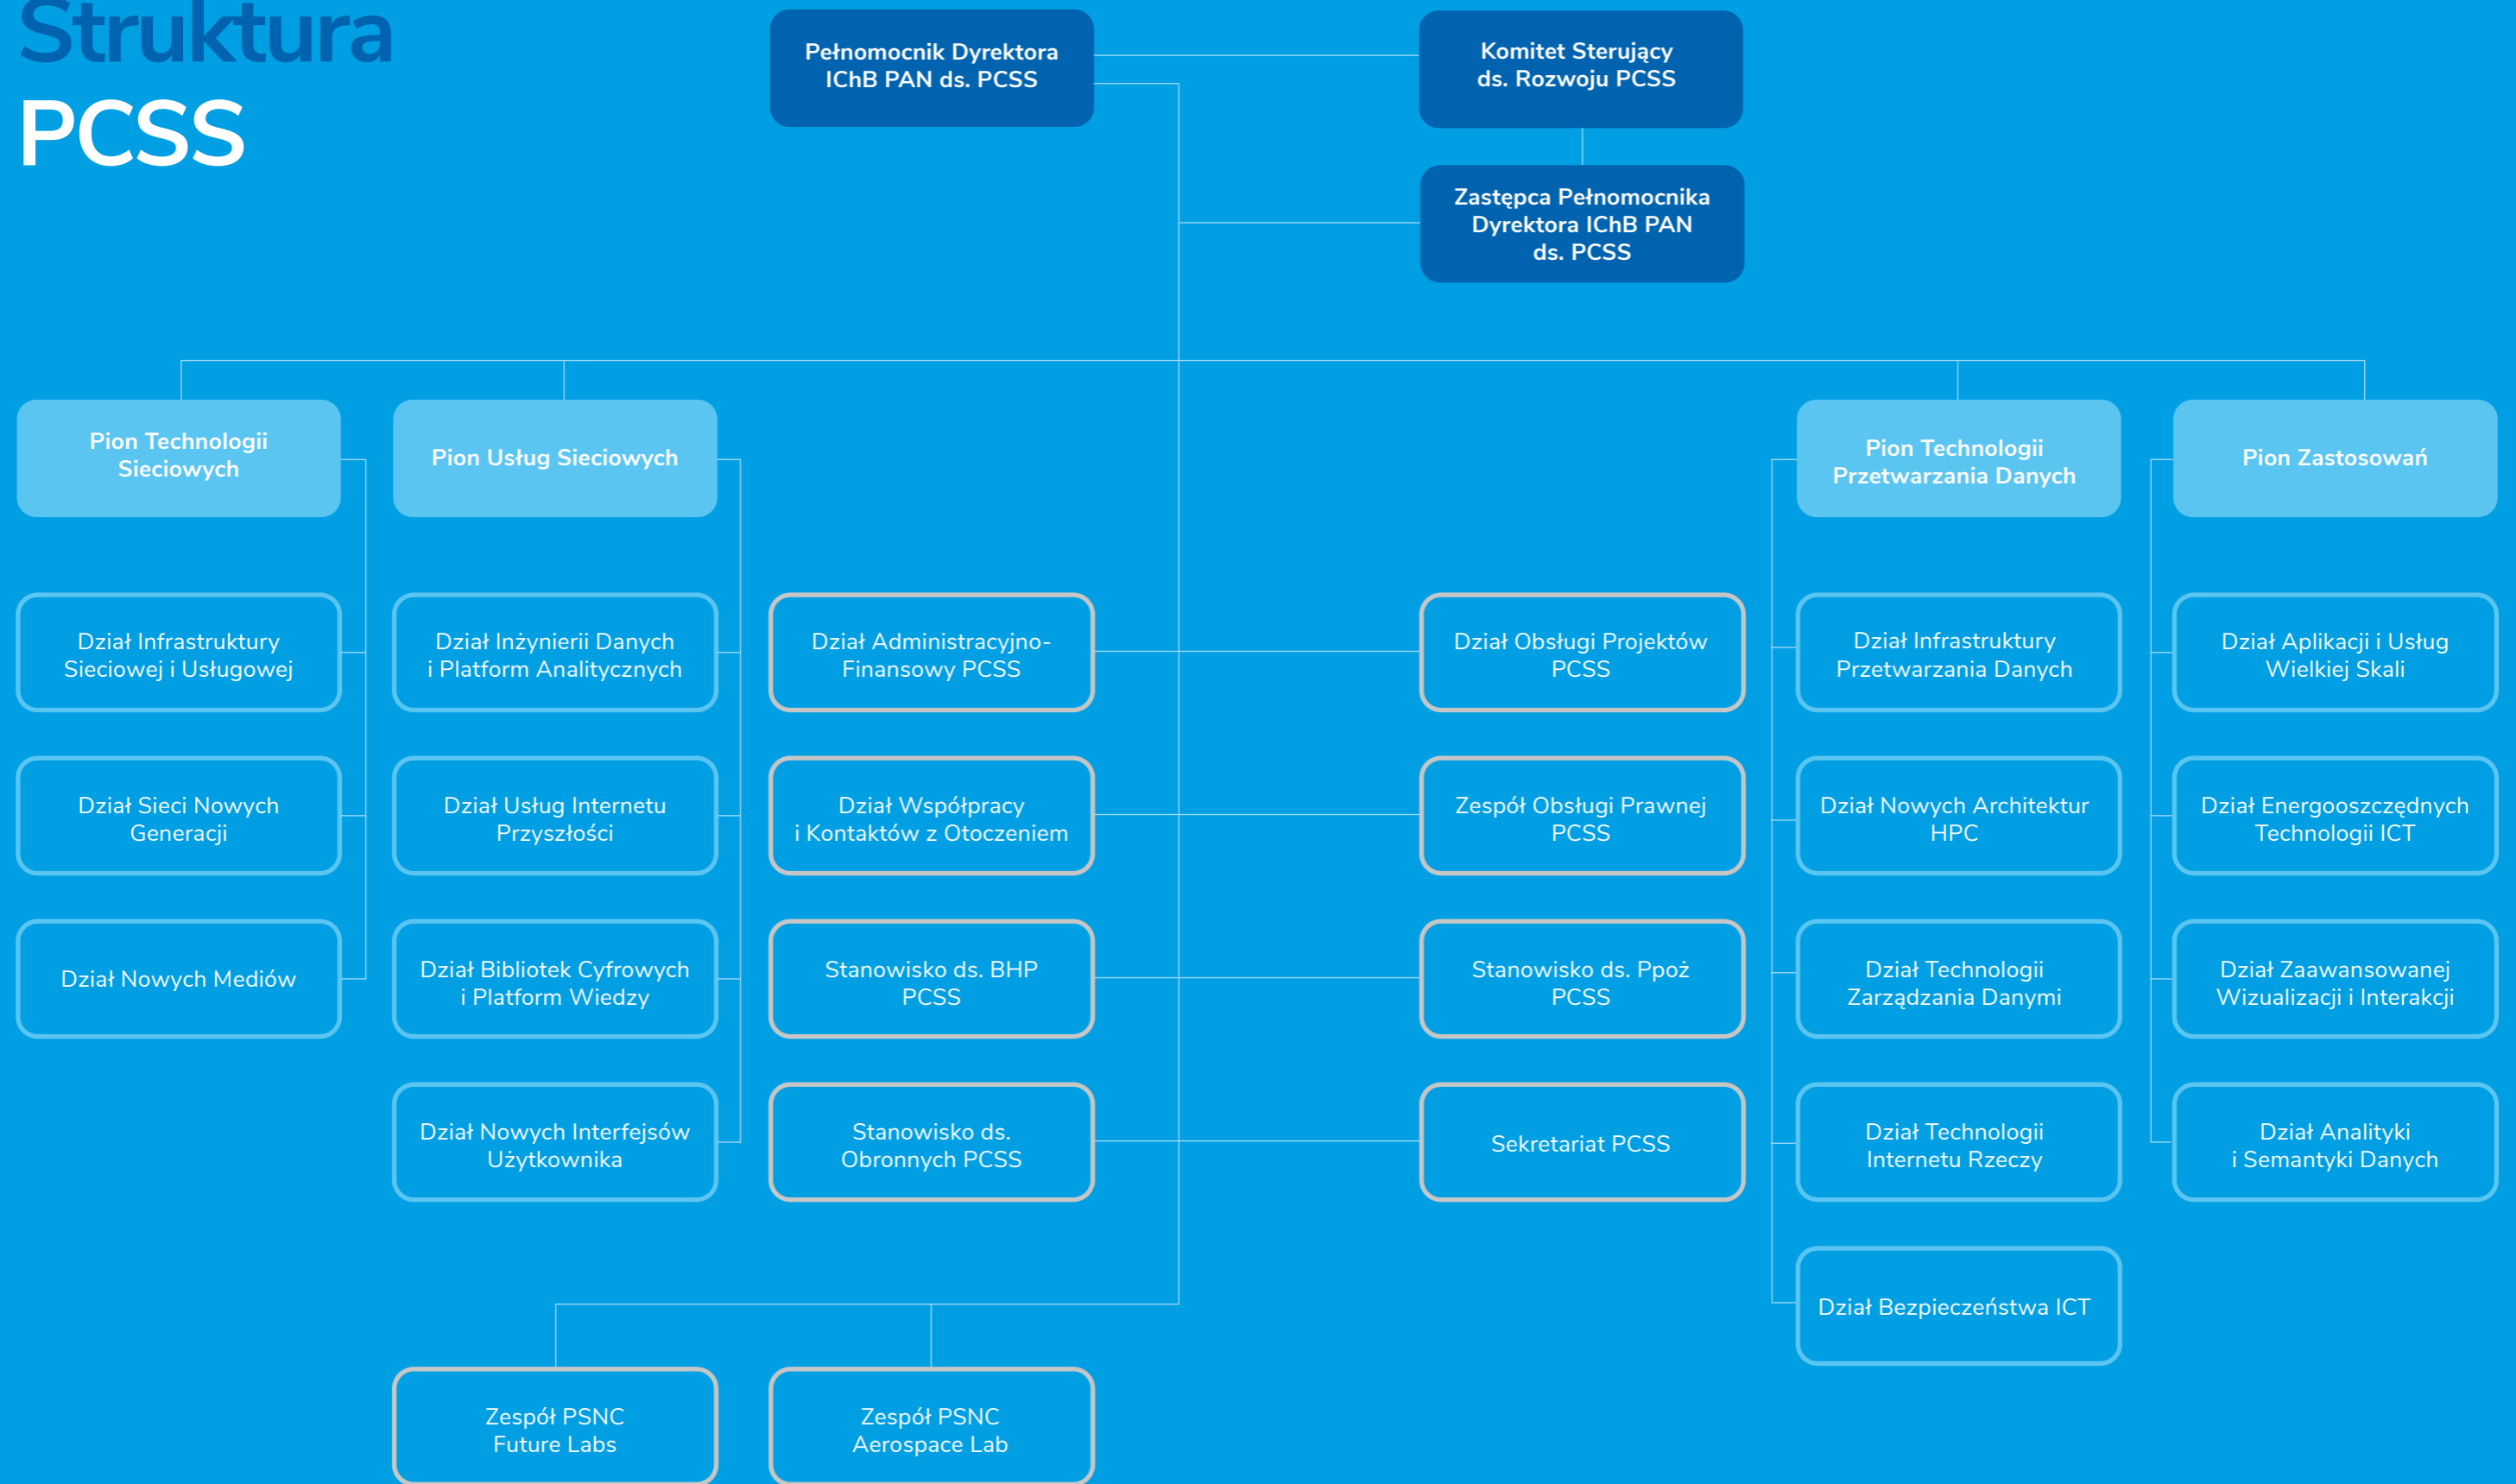 Struktura
PCSS
Pełnomocnik Dyrektora
IChB PAN ds. PCSS
Komitet Sterujący
ds. Rozwoju PCSS
Zastępca Pełnomocnika
Dyrektora IChB PAN
ds. PCSS
Pion Technologii
Sieciowych
Pion Usług Sieciowych
Pion Technologii
Przetwarzania Danych
Pion Zastosowań
Dział Infrastruktury
Sieciowej i Usługowej
Dział Inżynierii Danych
i Platform Analitycznych
Dział Administracyjno-
Finansowy PCSS
Dział Obsługi Projektów
PCSS
Dział Infrastruktury
Przetwarzania Danych
Dział Aplikacji i Usług
Wielkiej Skali
Dział Sieci Nowych
Generacji
Dział Usług Internetu
Przyszłości
Dział Współpracy
i Kontaktów z Otoczeniem
Zespół Obsługi Prawnej
PCSS
Dział Nowych Architektur
HPC
Dział Energooszczędnych
Technologii ICT
Dział Nowych Mediów
Dział Bibliotek Cyfrowych
i Platform Wiedzy
Stanowisko ds. BHP
PCSS
Stanowisko ds. Ppoż
PCSS
Dział Technologii
Zarządzania Danymi
Dział Zaawansowanej
Wizualizacji i Interakcji
Dział Nowych Interfejsów
Użytkownika
Stanowisko ds.
Obronnych PCSS
Sekretariat PCSS
Dział Technologii
Internetu Rzeczy
Dział Analityki
i Semantyki Danych
Dział Bezpieczeństwa ICT
Zespół PSNC
Future Labs
Zespół PSNC
Aerospace Lab